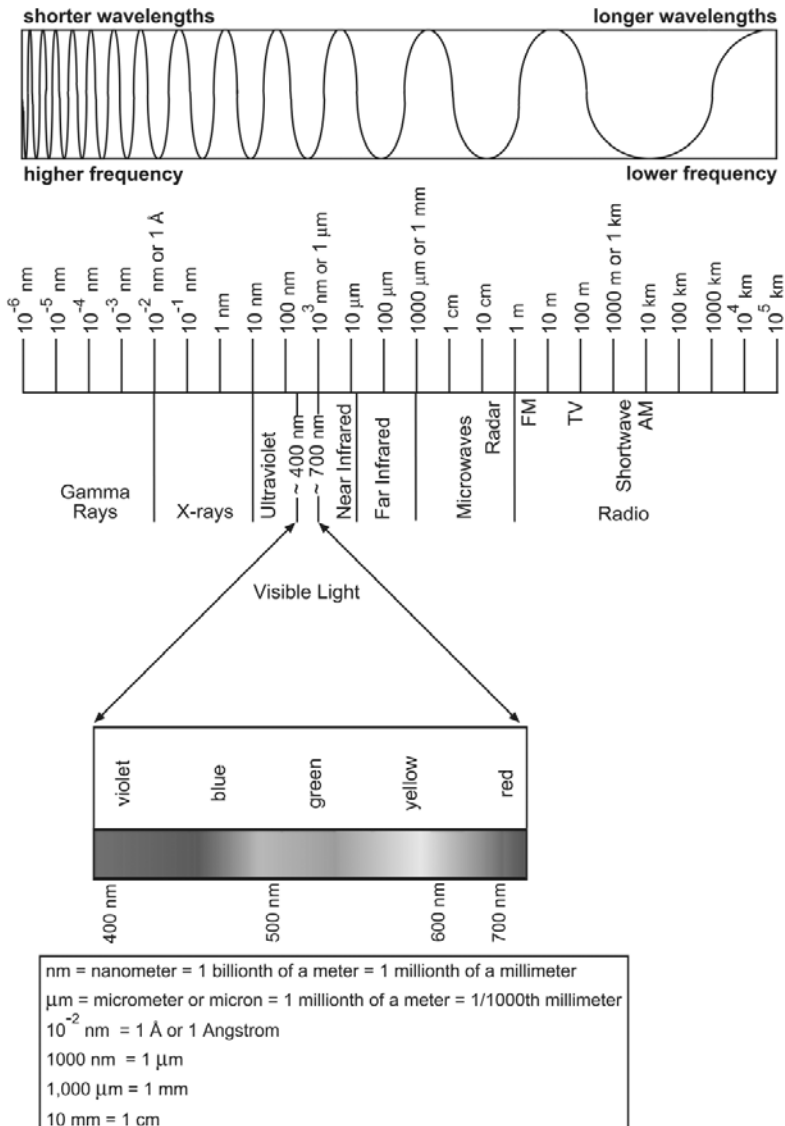 shorter wavelengths
longer wavelengths
higher frequency
lower frequency
10⁻⁶ nm
10⁻⁵ nm
10⁻⁴ nm
10⁻³ nm
10⁻² nm or 1 Å
10⁻¹ nm
1 nm
10 nm
100 nm
10³ nm or 1 μm
10 μm
100 μm
1000 μm or 1 mm
1 cm
10 cm
1 m
10 m
100 m
1000 m or 1 km
10 km
100 km
1000 km
10⁴ km
10⁵ km
Gamma
Rays
X-rays
Ultraviolet
~ 400 nm
~ 700 nm
Near Infrared
Far Infrared
Microwaves
Radar
FM
TV
Shortwave
AM
Radio
Visible Light
violet
blue
green
yellow
red
400 nm
500 nm
600 nm
700 nm
nm = nanometer = 1 billionth of a meter = 1 millionth of a millimeter
μm = micrometer or micron = 1 millionth of a meter = 1/1000th millimeter
10⁻² nm = 1 Å or 1 Angstrom
1000 nm = 1 μm
1,000 μm = 1 mm
10 mm = 1 cm